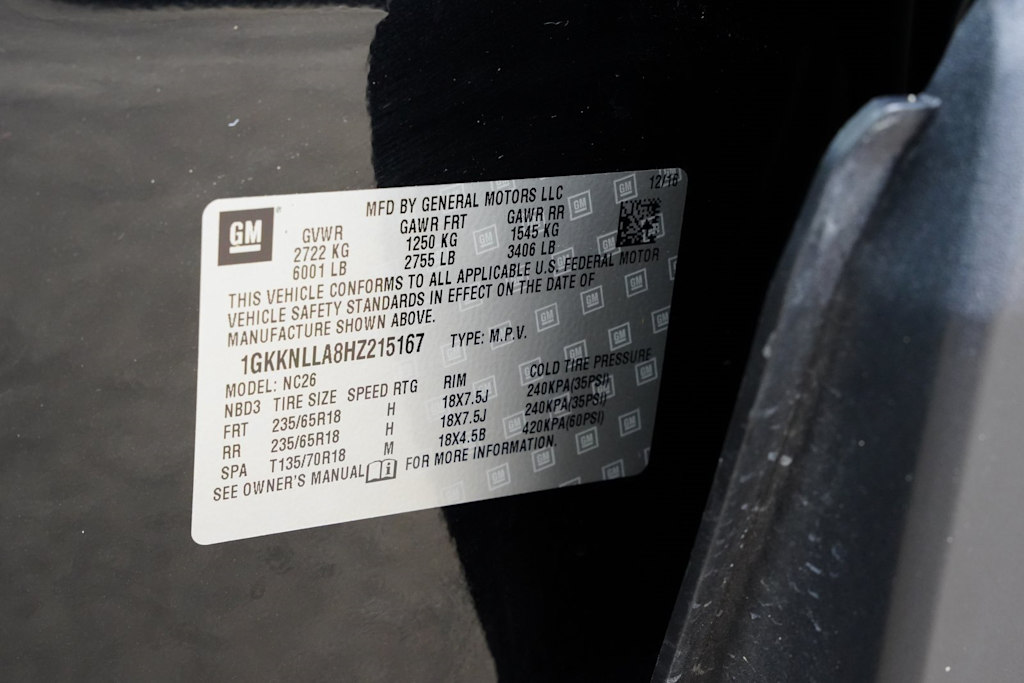 12/16
GM
MFD BY GENERAL MOTORS LLC
GVWR GAWR FRT GAWR RR
2722 KG 1250 KG 1545 KG
6001 LB 2755 LB 3406 LB
THIS VEHICLE CONFORMS TO ALL APPLICABLE U.S. FEDERAL MOTOR
VEHICLE SAFETY STANDARDS IN EFFECT ON THE DATE OF
MANUFACTURE SHOWN ABOVE.
1GKKNLLA8HZ215167 TYPE: M.P.V.
MODEL: NC26
NBD3 TIRE SIZE SPEED RTG RIM COLD TIRE PRESSURE
FRT 235/65R18 H 18X7.5J 240KPA(35PSI)
RR 235/65R18 H 18X7.5J 240KPA(35PSI)
SPA T135/70R18 M 18X4.5B 420KPA(60PSI)
SEE OWNER'S MANUAL FOR MORE INFORMATION.